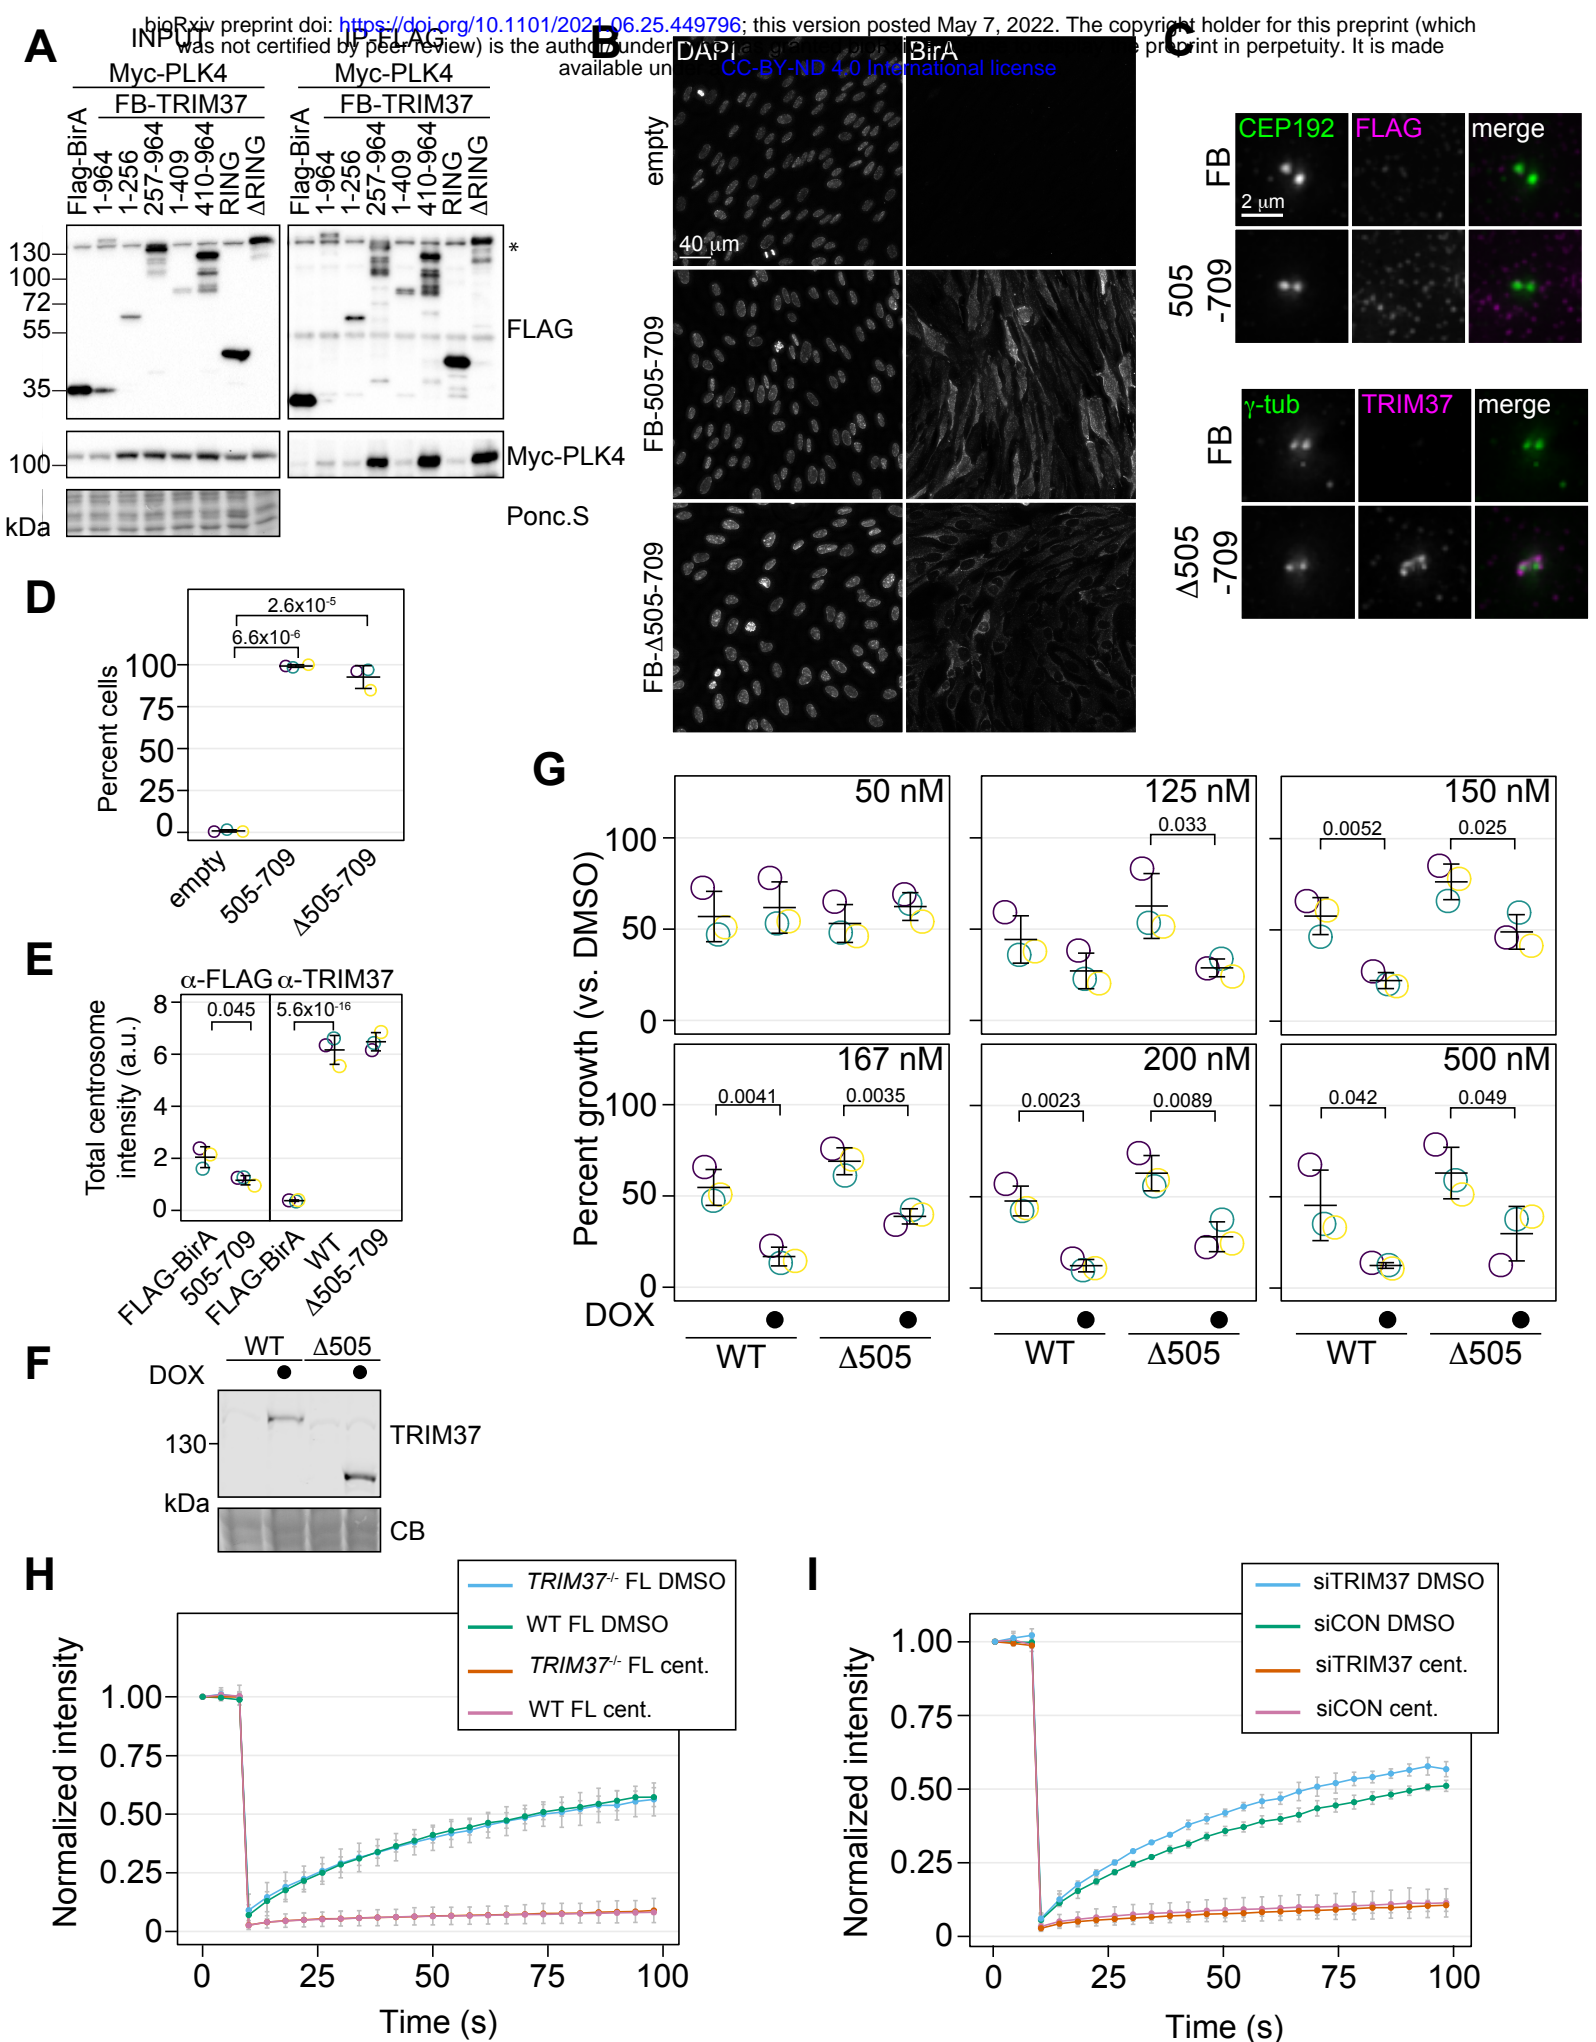 bioRxiv preprint doi: https://doi.org/10.1101/2021.06.25.449796; this version posted May 7, 2022. The copyright holder for this preprint (which
was not certified by peer review) is the author/funder
preprint in perpetuity. It is made
available un
CC-BY-ND 4.0 International license
A
INPUT
IP-FLAG
Myc-PLK4
Myc-PLK4
FB-TRIM37
FB-TRIM37
Flag-BirA
1-964
1-256
257-964
1-409
410-964
RING
ΔRING
Flag-BirA
1-964
1-256
257-964
1-409
410-964
RING
ΔRING
130
100
72
55
35
*
FLAG
100
Myc-PLK4
kDa
Ponc.S
B
DAPI
BirA
empty
40 μm
FB-505-709
FB-Δ505-709
C
CEP192
FLAG
merge
FB
2 μm
505
-709
γ-tub
TRIM37
merge
FB
Δ505
-709
D
2.6x10-5
6.6x10-6
Percent cells
100
75
50
25
0
empty
505-709
Δ505-709
E
α-FLAG
α-TRIM37
Total centrosome
intensity (a.u.)
8
6
4
2
0
0.045
5.6x10-16
FLAG-BirA
505-709
FLAG-BirA
WT
Δ505-709
F
WT
Δ505
DOX
130
TRIM37
kDa
CB
G
Percent growth (vs. DMSO)
50 nM
125 nM
150 nM
100
50
0
0.033
0.0052
0.025
167 nM
200 nM
500 nM
100
50
0
0.0041
0.0035
0.0023
0.0089
0.042
0.049
DOX
WT
Δ505
WT
Δ505
WT
Δ505
H
TRIM37-/- FL DMSO
WT FL DMSO
TRIM37-/- FL cent.
WT FL cent.
Normalized intensity
1.00
0.75
0.50
0.25
0
0
25
50
75
100
Time (s)
I
siTRIM37 DMSO
siCON DMSO
siTRIM37 cent.
siCON cent.
Normalized intensity
1.00
0.75
0.50
0.25
0
0
25
50
75
100
Time (s)